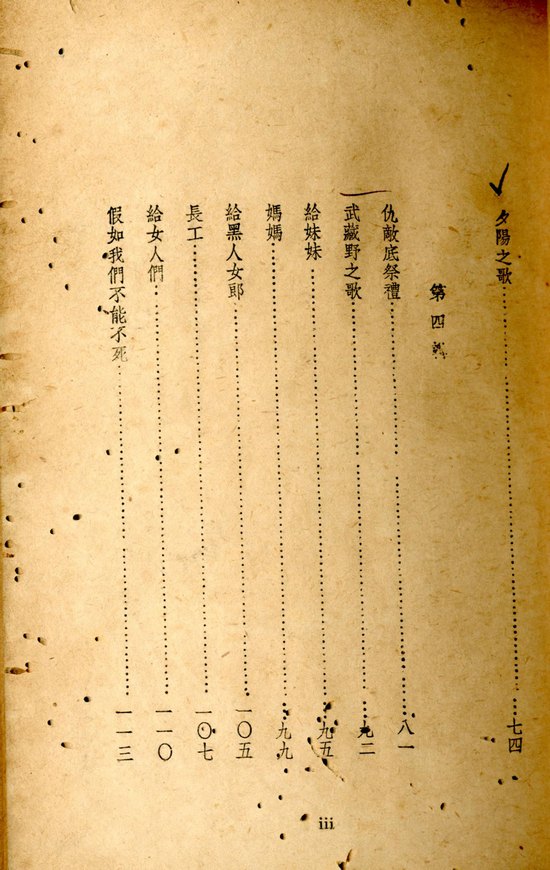 夕陽之歌……七四
第四輯
仇敵底祭禮……八一
武藏野之歌……九二
給妹妹……九五
媽媽……九九
給黑人女郎……一〇五
長工……一〇七
給女人們……一一〇
假如我們不能不死……一一三
iii